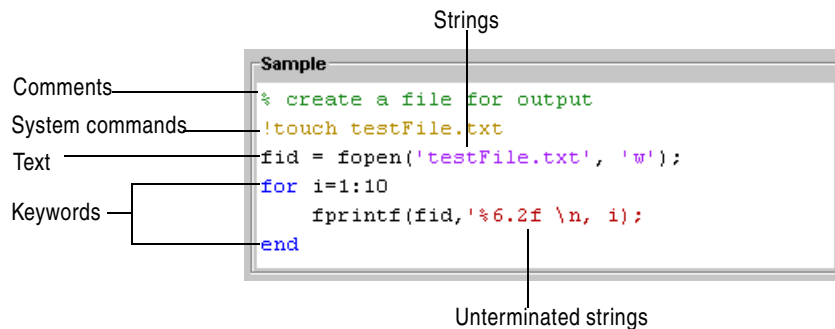 Strings
Sample
Comments
% create a file for output
System commands
!touch testFile.txt
Text
fid = fopen('testFile.txt', 'w');
Keywords
for i=1:10
fprintf(fid,'%6.2f \n, i);
end
Unterminated strings